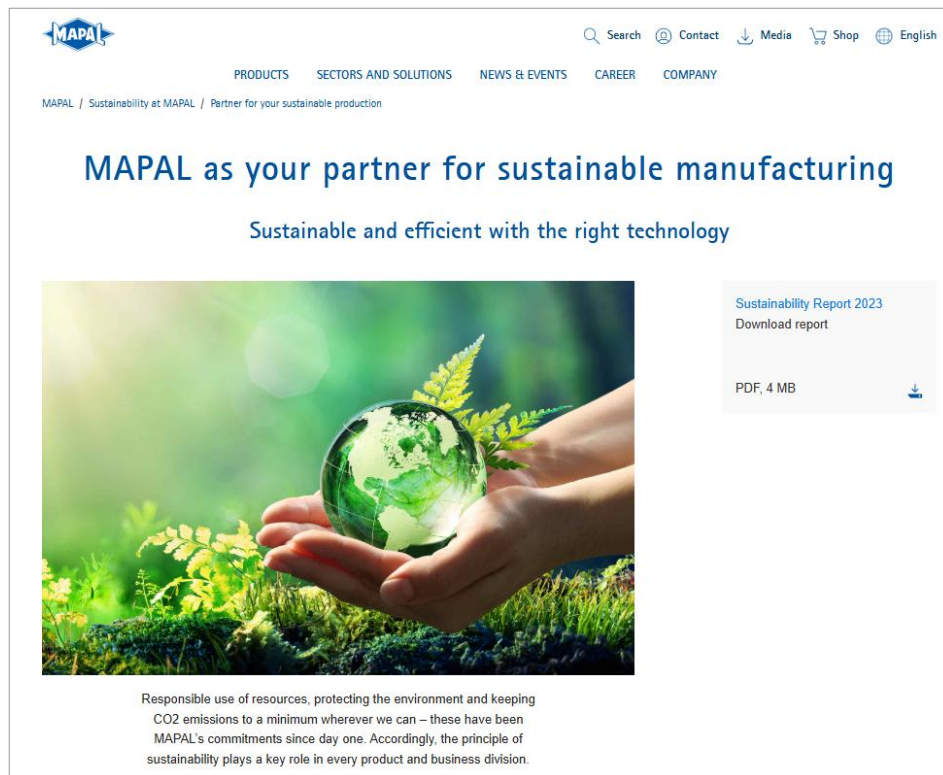 MAPAL
Search Contact Media Shop English
PRODUCTS SECTORS AND SOLUTIONS NEWS & EVENTS CAREER COMPANY
MAPAL / Sustainability at MAPAL / Partner for your sustainable production
MAPAL as your partner for sustainable manufacturing
Sustainable and efficient with the right technology
Sustainability Report 2023
Download report
PDF, 4 MB
Responsible use of resources, protecting the environment and keeping
CO2 emissions to a minimum wherever we can – these have been
MAPAL's commitments since day one. Accordingly, the principle of
sustainability plays a key role in every product and business division.